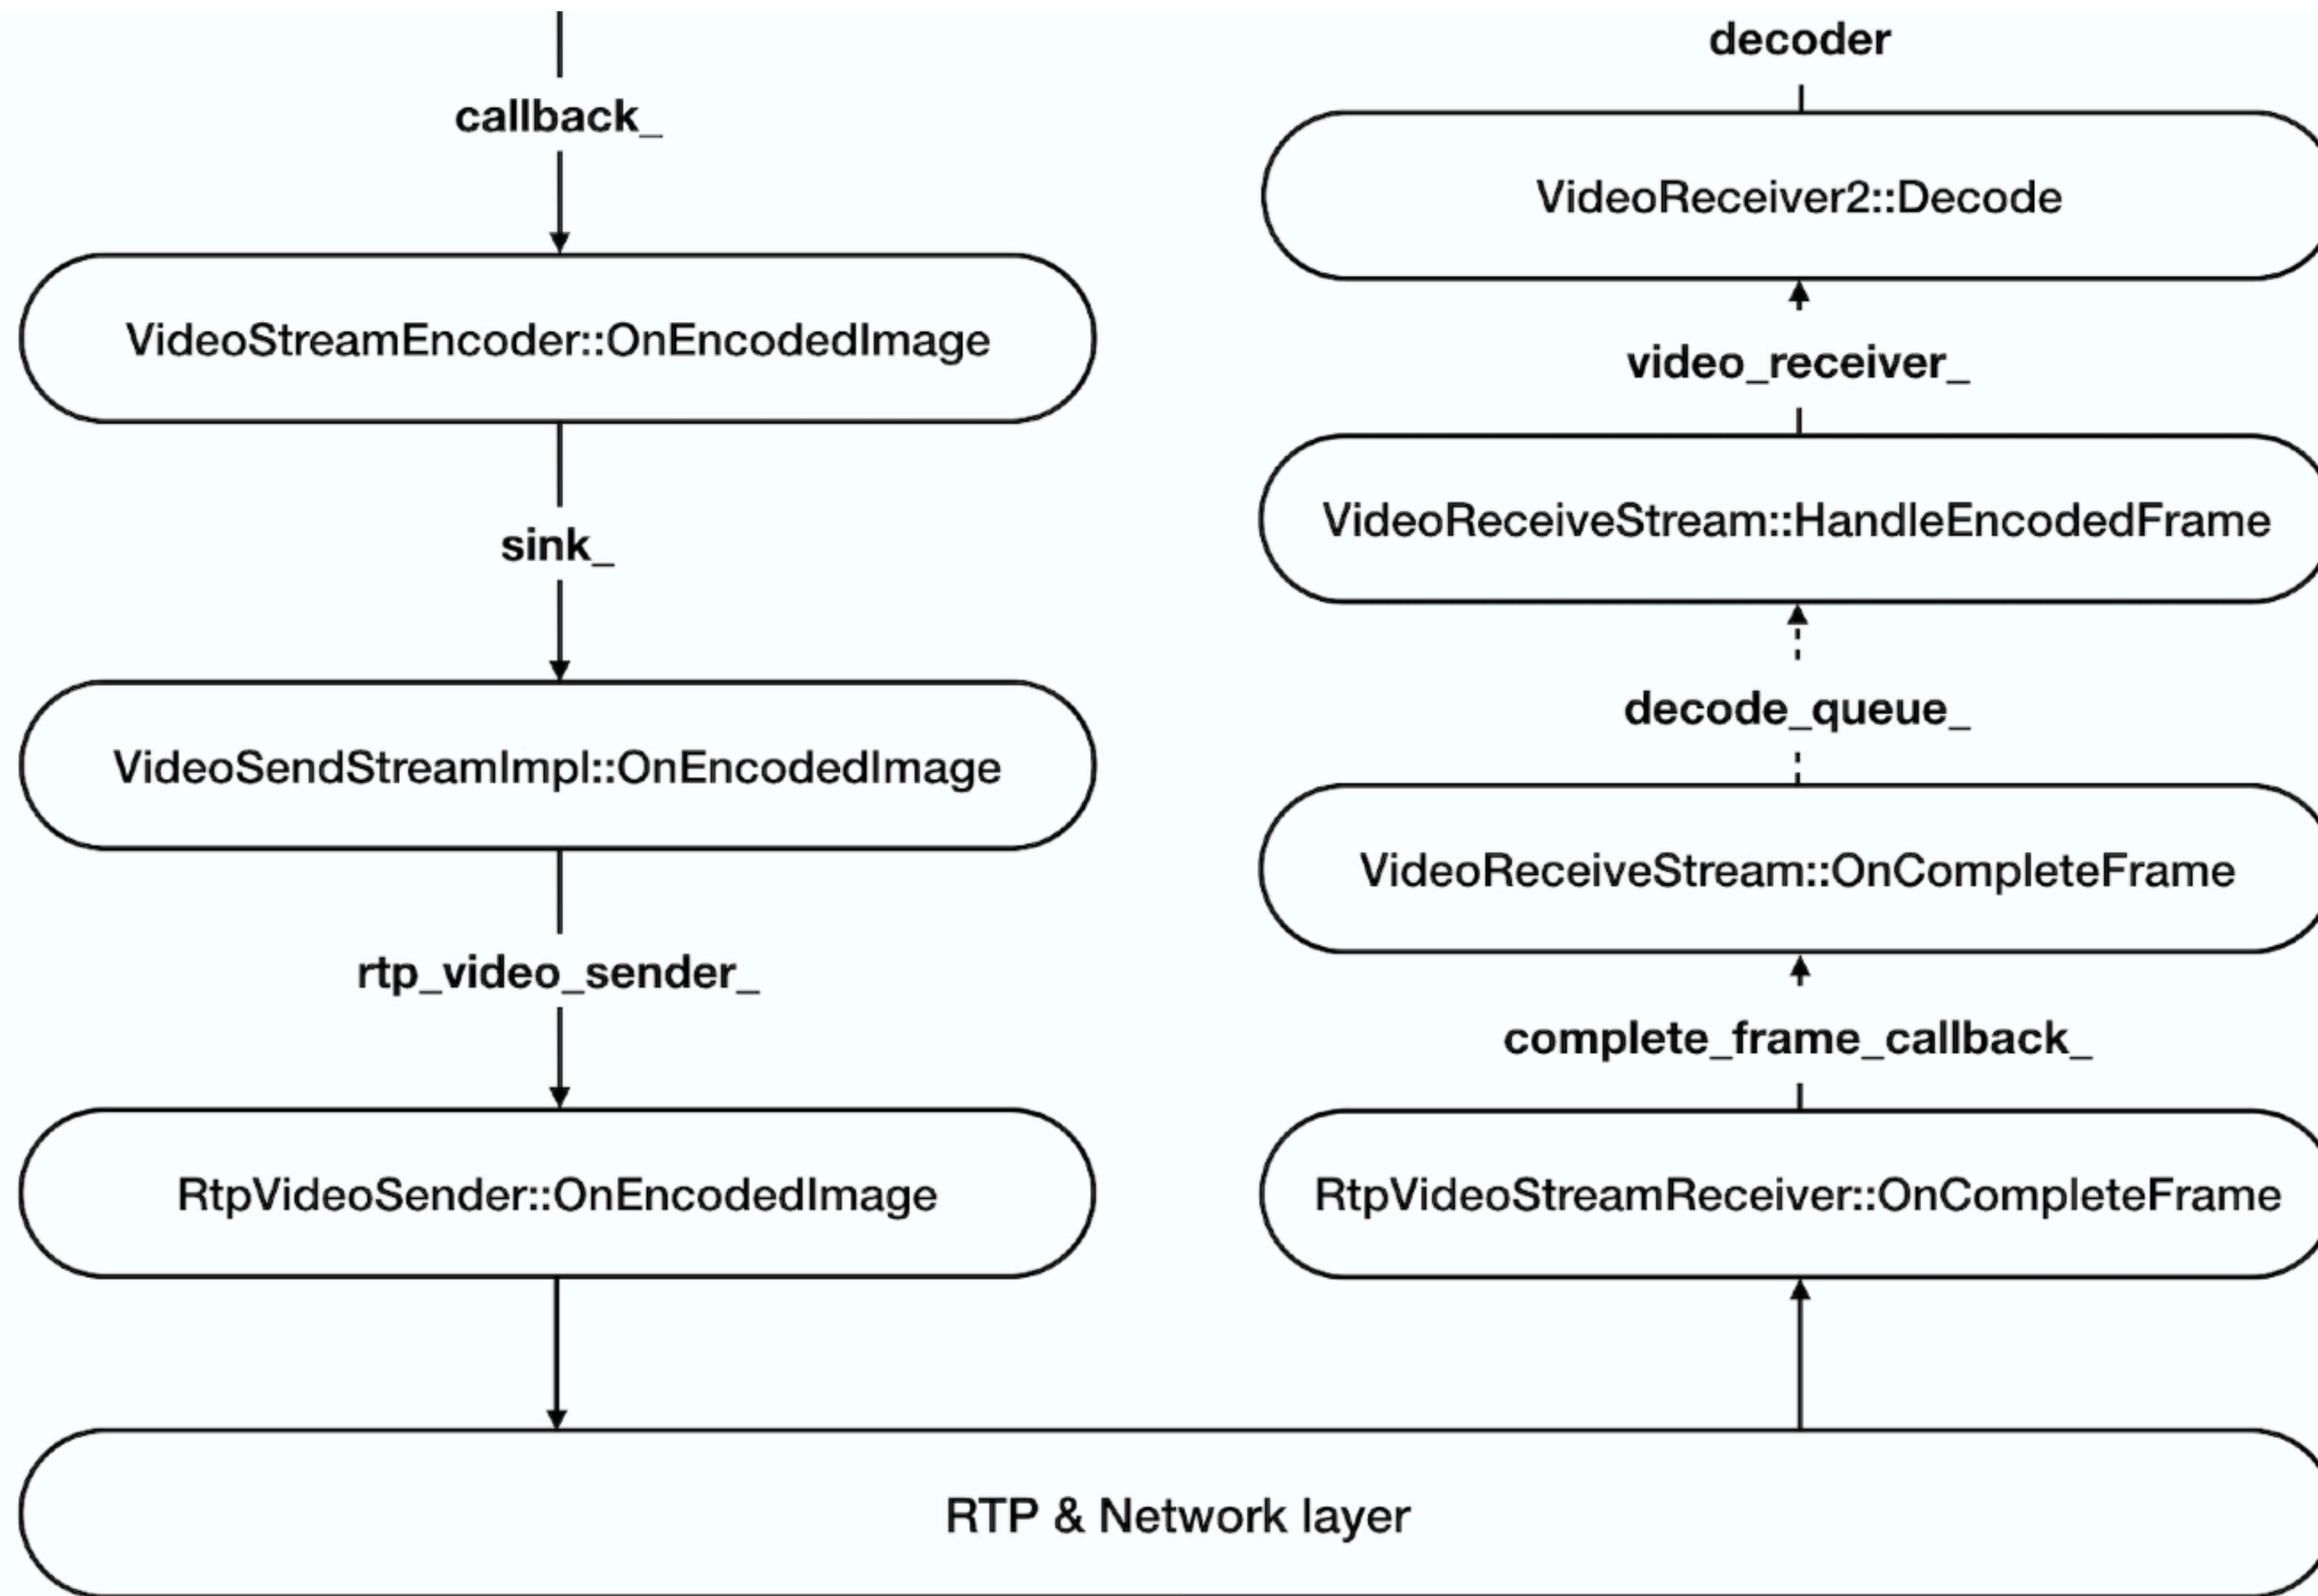 callback_
VideoStreamEncoder::OnEncodedImage
sink_
VideoSendStreamImpl::OnEncodedImage
rtp_video_sender_
RtpVideoSender::OnEncodedImage
decoder
VideoReceiver2::Decode
video_receiver_
VideoReceiveStream::HandleEncodedFrame
decode_queue_
VideoReceiveStream::OnCompleteFrame
complete_frame_callback_
RtpVideoStreamReceiver::OnCompleteFrame
RTP & Network layer